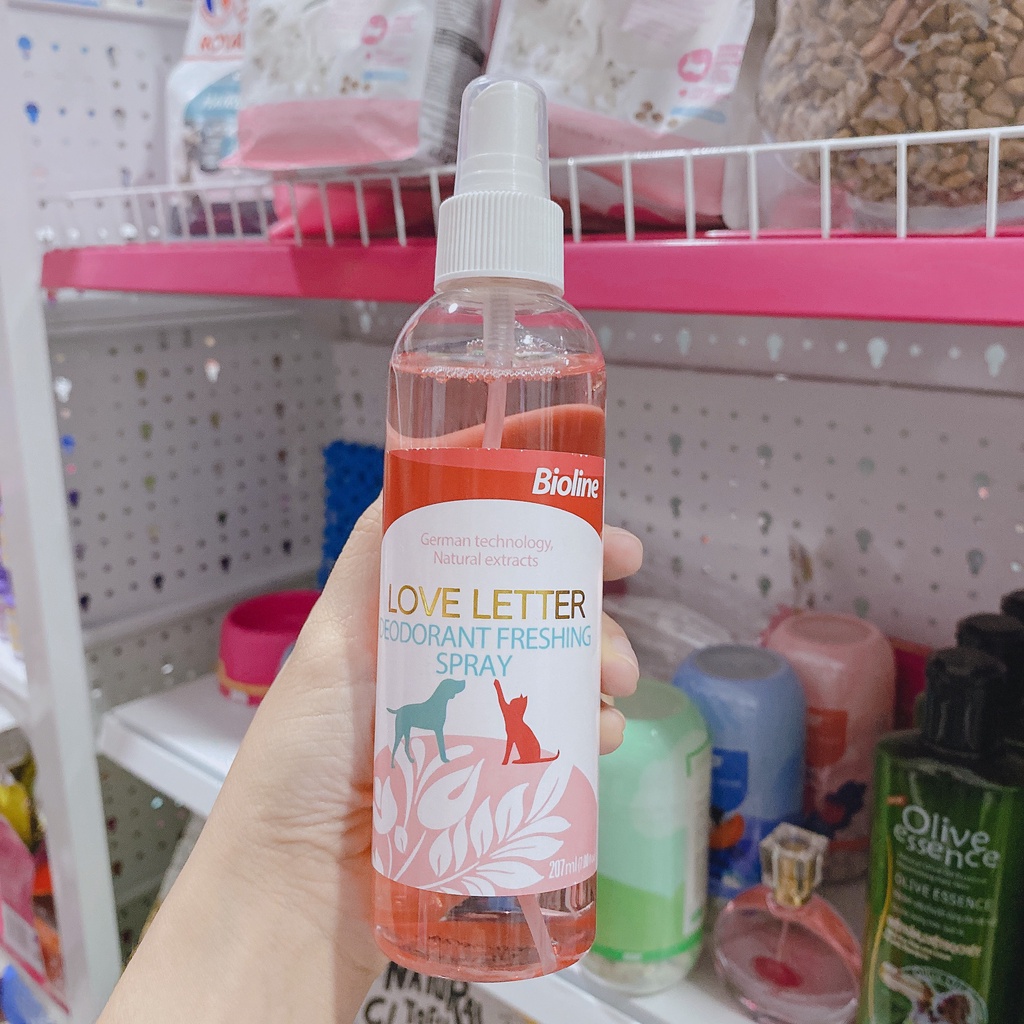 Bioline
German technology,
Natural extracts
LOVE LETTER
DEODORANT FRESHING
SPRAY
207ml
Olive
essence
OLIVE ESSENCE